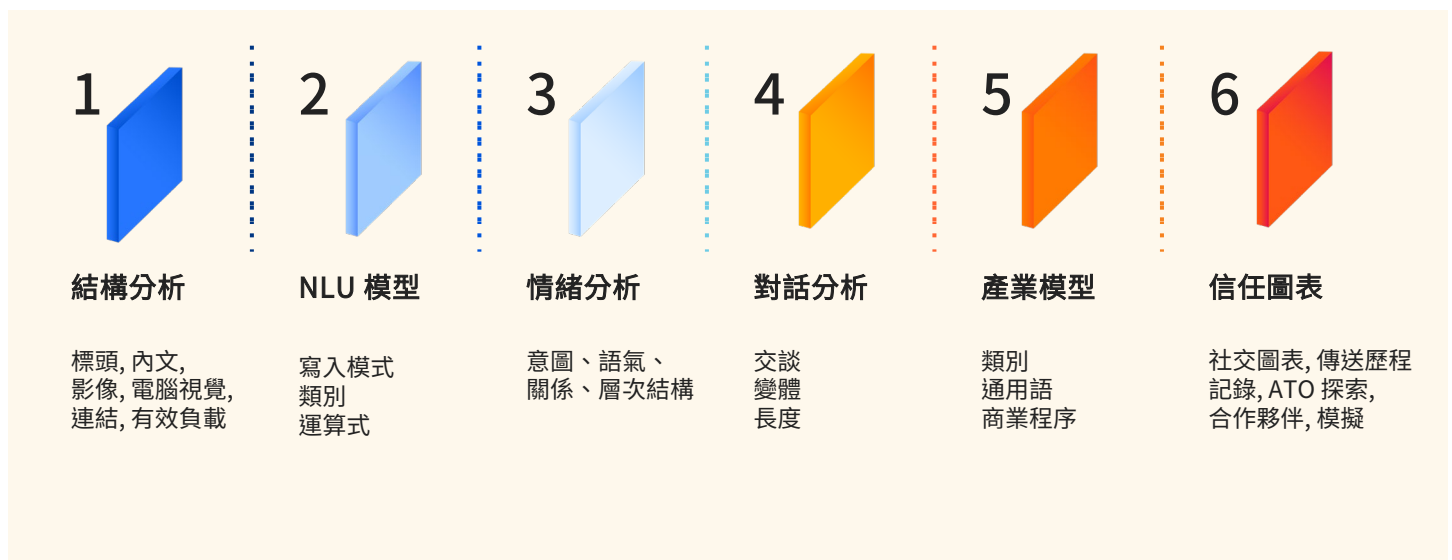 1
結構分析
標頭, 內文,
影像, 電腦視覺,
連結, 有效負載
2
NLU 模型
寫入模式
類別
運算式
3
情緒分析
意圖、語氣、
關係、層次結構
4
對話分析
交談
變體
長度
5
產業模型
類別
通用語
商業程序
6
信任圖表
社交圖表, 傳送歷程
記錄, ATO 探索,
合作夥伴, 模擬